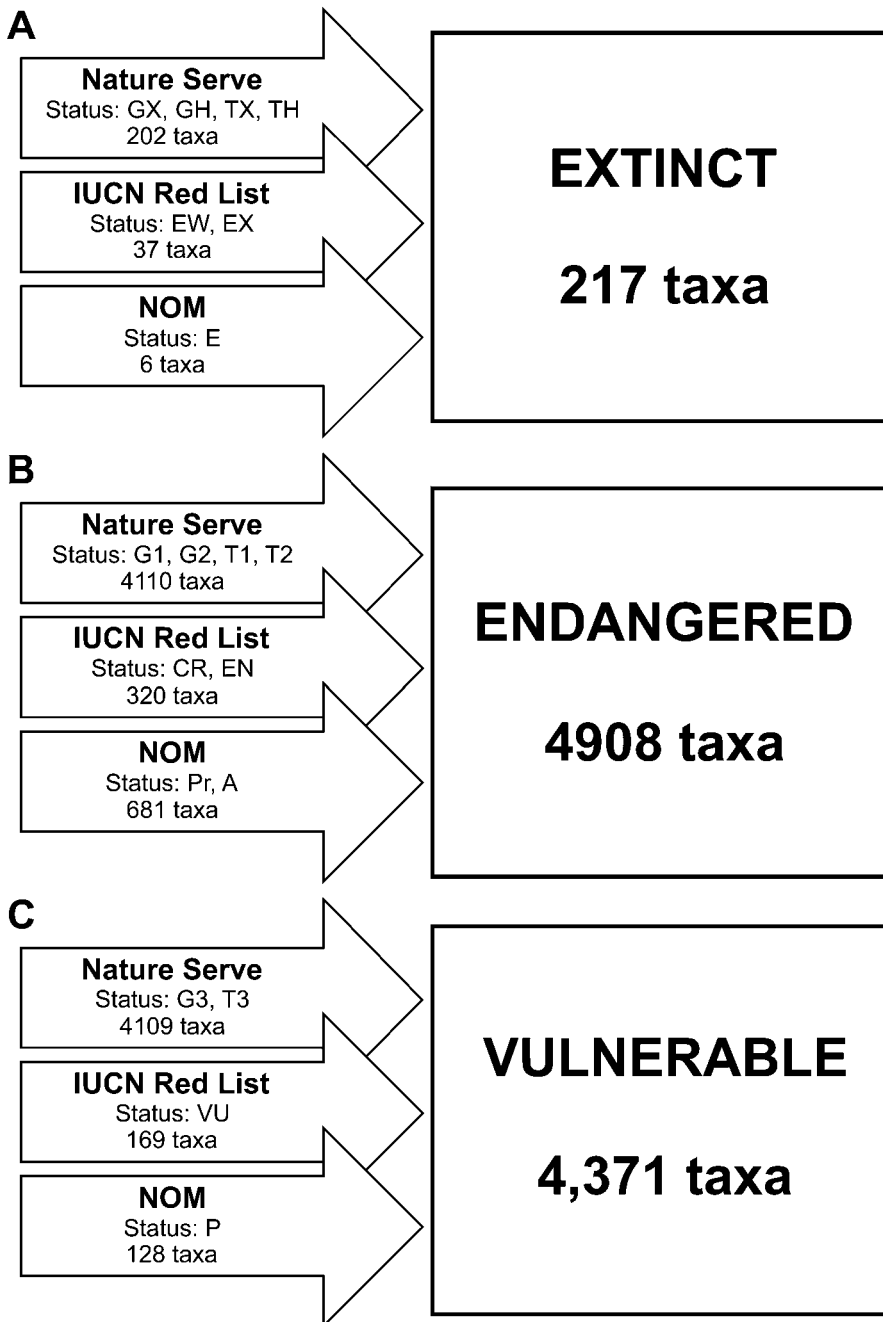 A
Nature Serve
Status: GX, GH, TX, TH
202 taxa
IUCN Red List
Status: EW, EX
37 taxa
NOM
Status: E
6 taxa
EXTINCT
217 taxa
B
Nature Serve
Status: G1, G2, T1, T2
4110 taxa
IUCN Red List
Status: CR, EN
320 taxa
NOM
Status: Pr, A
681 taxa
ENDANGERED
4908 taxa
C
Nature Serve
Status: G3, T3
4109 taxa
IUCN Red List
Status: VU
169 taxa
NOM
Status: P
128 taxa
VULNERABLE
4,371 taxa